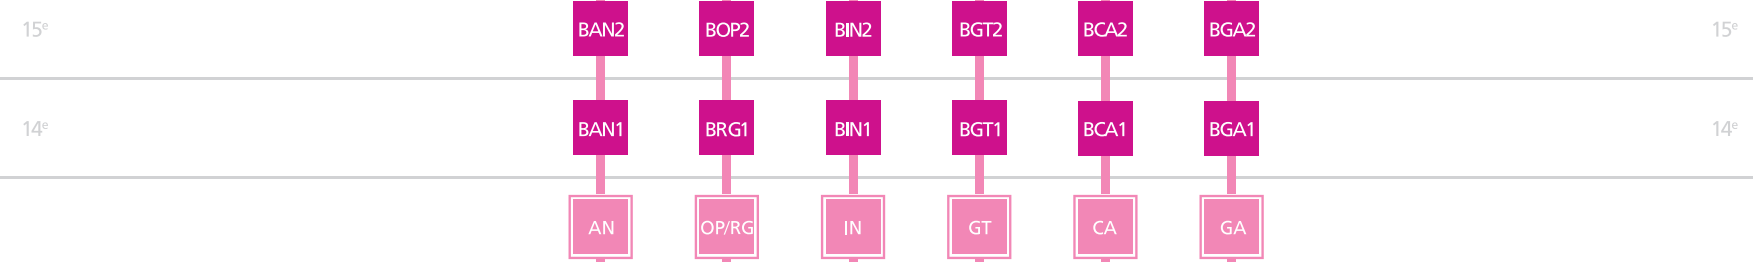 15e BAN2 BOP2 BIN2 BGT2 BCA2 BGA2 15e
14e BAN1 BRG1 BIN1 BGT1 BCA1 BGA1 14e
AN OP/RG IN GT CA GA